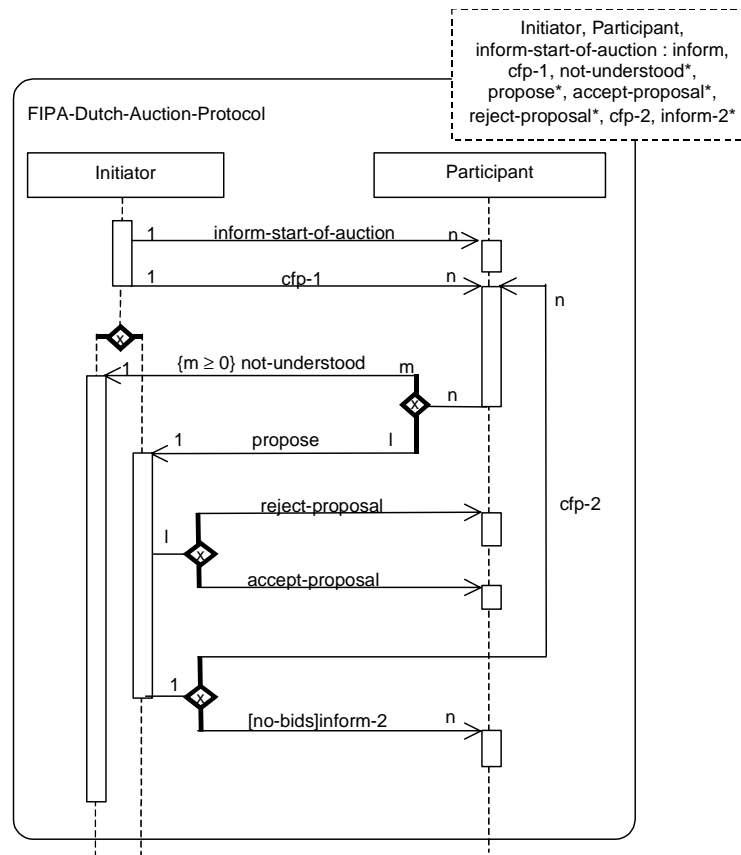 Initiator, Participant,
inform-start-of-auction : inform,
cfp-1, not-understood*,
propose*, accept-proposal*,
reject-proposal*, cfp-2, inform-2*
FIPA-Dutch-Auction-Protocol
Initiator
Participant
1 inform-start-of-auction n
1 cfp-1 n
n
x
{m ≥ 0} not-understood m
1
x n
1 propose l
reject-proposal
cfp-2
l x
accept-proposal
1 x
[no-bids]inform-2 n